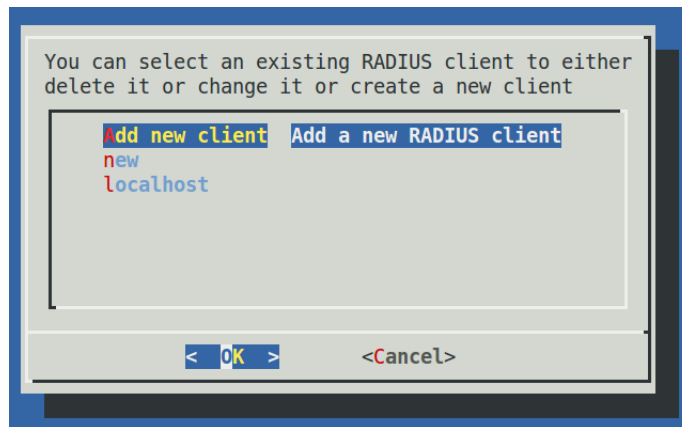 You can select an existing RADIUS client to either
delete it or change it or create a new client
Add new client Add a new RADIUS client
new
localhost
< OK > <Cancel>